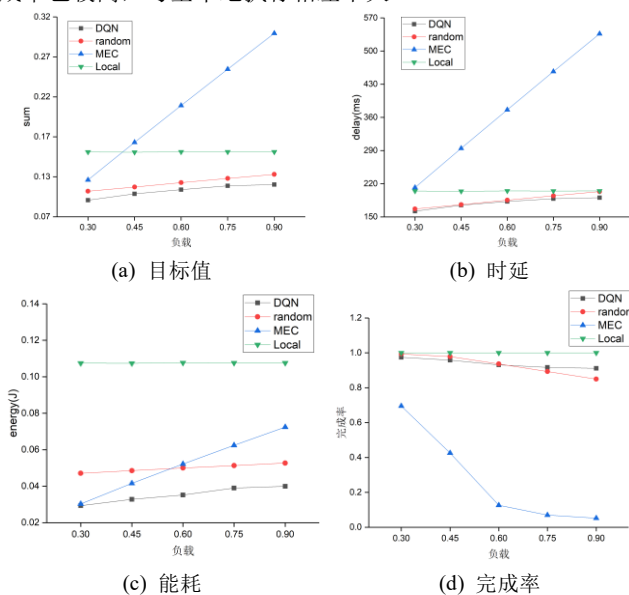 DQN
random
MEC
Local
sum
0.32
0.27
0.22
0.17
0.13
0.07
0.30 0.45 0.60 0.75 0.90
负载
(a) 目标值
DQN
random
MEC
Local
delay(ms)
570
500
430
360
290
220
150
0.30 0.45 0.60 0.75 0.90
负载
(b) 时延
DQN
random
MEC
Local
energy(J)
0.14
0.12
0.10
0.08
0.06
0.04
0.02
0.30 0.45 0.60 0.75 0.90
负载
(c) 能耗
DQN
random
MEC
Local
完成率
1.2
1.0
0.8
0.6
0.4
0.2
0.0
0.30 0.45 0.60 0.75 0.90
负载
(d) 完成率